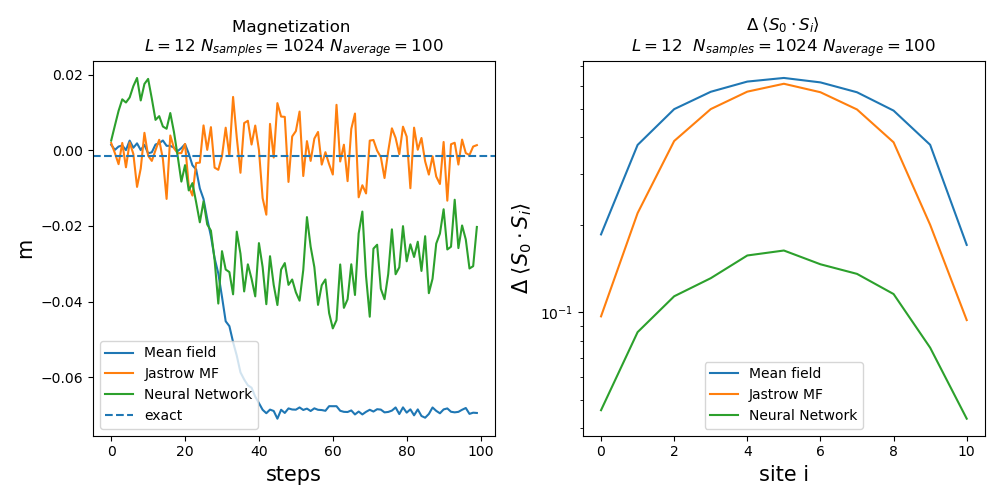 Magnetization
L = 12 N_samples = 1024 N_average = 100
0.02
0.00
−0.02
−0.04
−0.06
m
Mean field
Jastrow MF
Neural Network
exact
0 20 40 60 80 100
steps
Δ ⟨S_0 · S_i⟩
L = 12 N_samples = 1024 N_average = 100
Δ ⟨S_0 · S_i⟩
10^{−1}
Mean field
Jastrow MF
Neural Network
0 2 4 6 8 10
site i